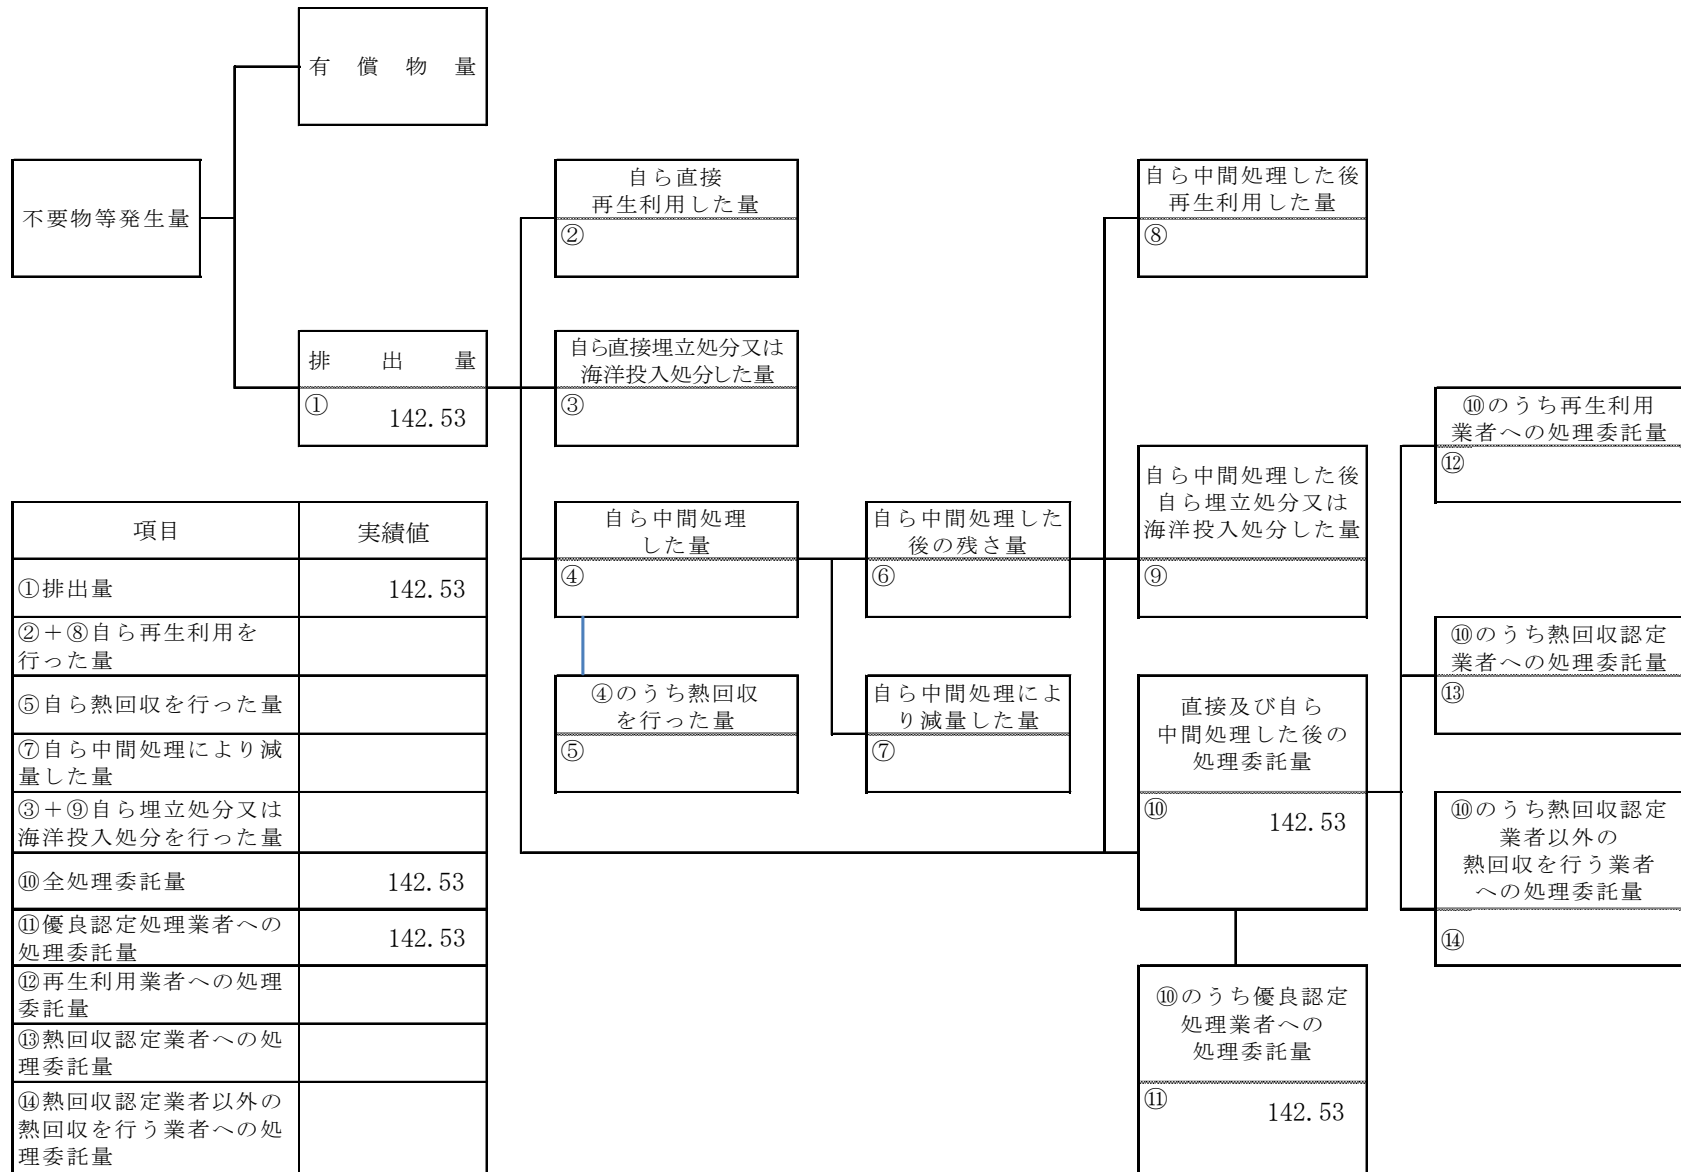 有償物量
不要物等発生量
排出量
①
142.53
自ら直接
再生利用した量
②
自ら直接埋立処分又は
海洋投入処分した量
③
自ら中間処理
した量
④
④のうち熱回収
を行った量
⑤
自ら中間処理した
後の残さ量
⑥
自ら中間処理によ
り減量した量
⑦
自ら中間処理した後
再生利用した量
⑧
自ら中間処理した後
自ら埋立処分又は
海洋投入処分した量
⑨
直接及び自ら
中間処理した後の
処理委託量
⑩
142.53
⑩のうち優良認定
処理業者への
処理委託量
⑪
142.53
⑩のうち再生利用
業者への処理委託量
⑫
⑩のうち熱回収認定
業者への処理委託量
⑬
⑩のうち熱回収認定
業者以外の
熱回収を行う業者
への処理委託量
⑭
項目 実績値
①排出量 142.53
②+⑧自ら再生利用を
行った量
⑤自ら熱回収を行った量
⑦自ら中間処理により減
量した量
③+⑨自ら埋立処分又は
海洋投入処分を行った量
⑩全処理委託量 142.53
⑪優良認定処理業者への
処理委託量 142.53
⑫再生利用業者への処理
委託量
⑬熱回収認定業者への処
理委託量
⑭熱回収認定業者以外の
熱回収を行う業者への処
理委託量